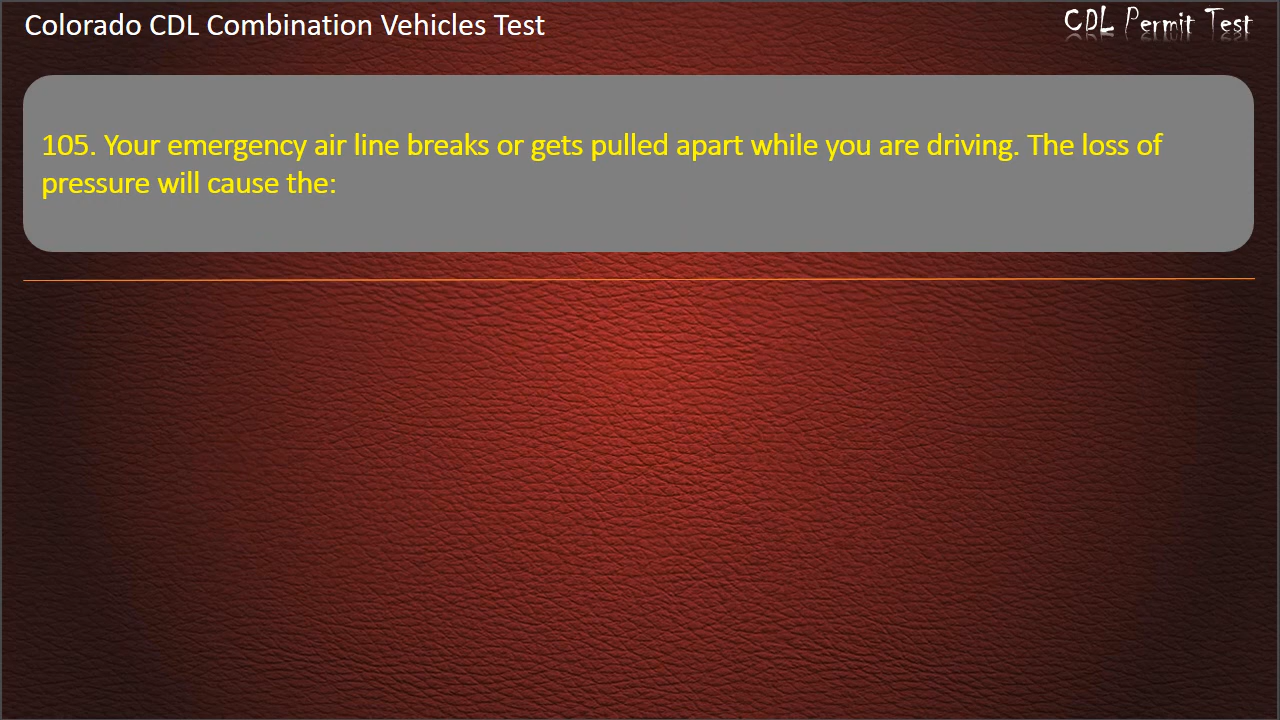 Colorado CDL Combination Vehicles Test
CDL Permit Test
105. Your emergency air line breaks or gets pulled apart while you are driving. The loss of
pressure will cause the: